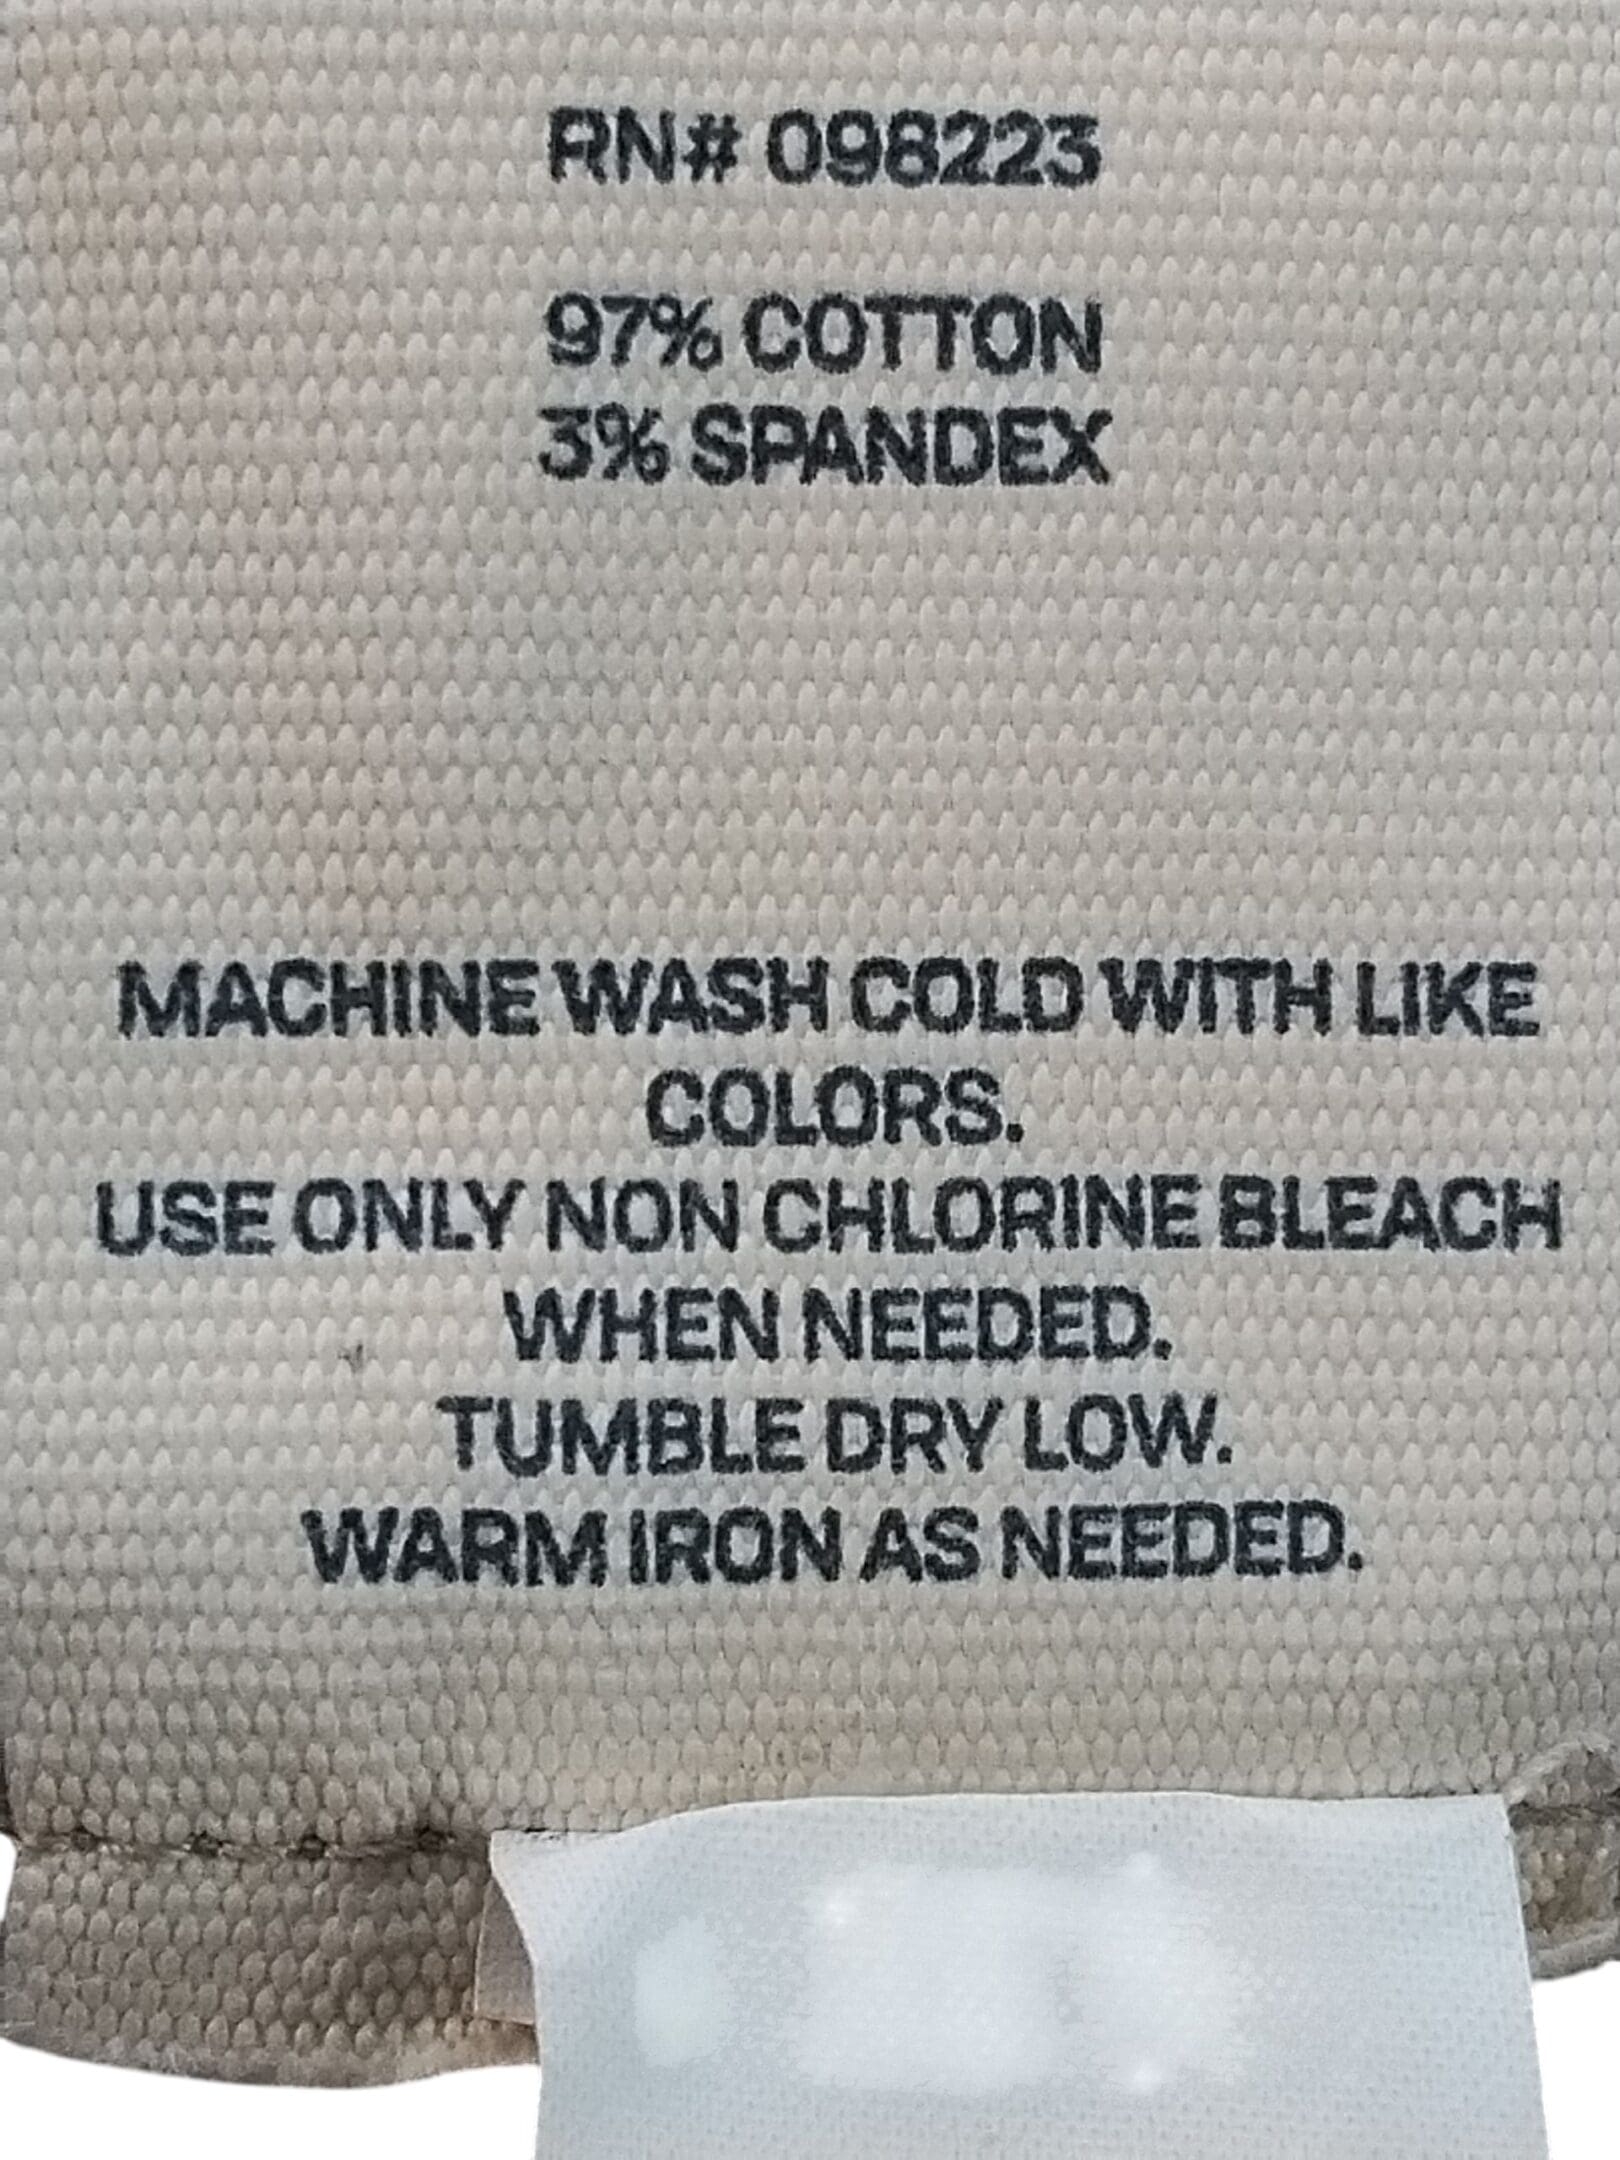 RN# 098223
97% COTTON
3% SPANDEX
MACHINE WASH COLD WITH LIKE
COLORS.
USE ONLY NON CHLORINE BLEACH
WHEN NEEDED.
TUMBLE DRY LOW.
WARM IRON AS NEEDED.